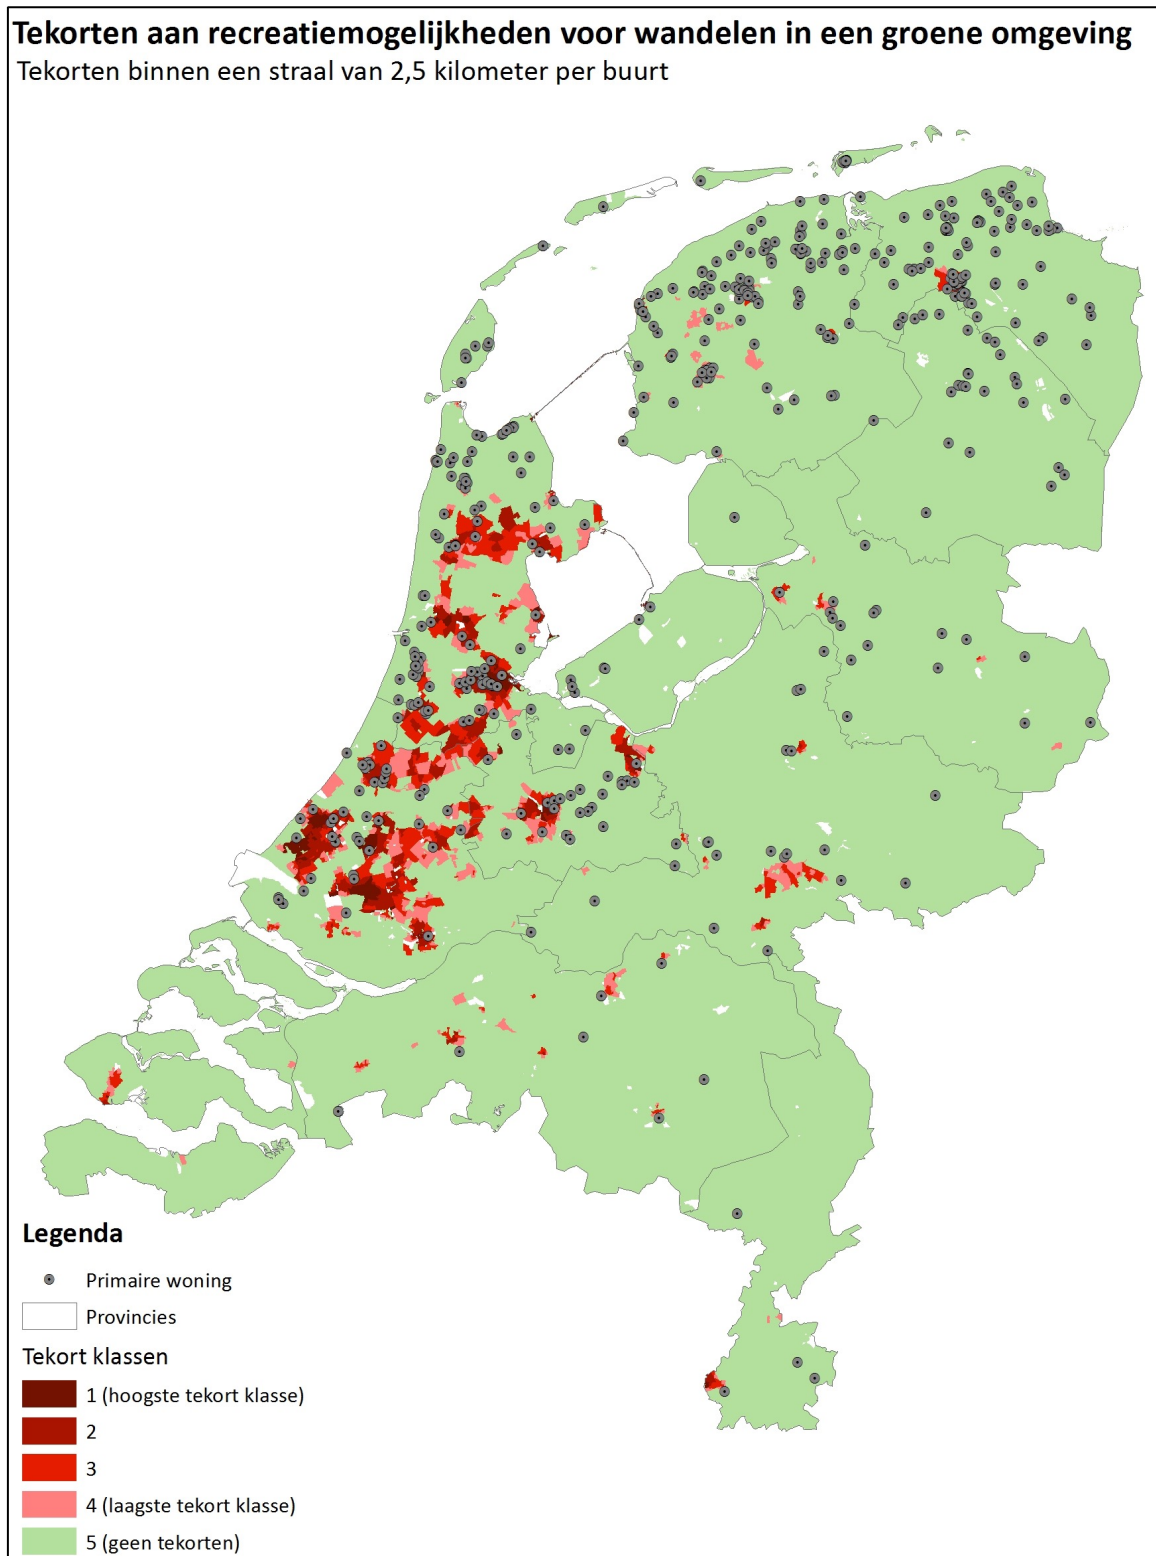 Tekorten aan recreatiemogelijkheden voor wandelen in een groene omgeving
Tekorten binnen een straal van 2,5 kilometer per buurt
Legenda
Primaire woning
Provincies
Tekort klassen
1 (hoogste tekort klasse)
2
3
4 (laagste tekort klasse)
5 (geen tekorten)